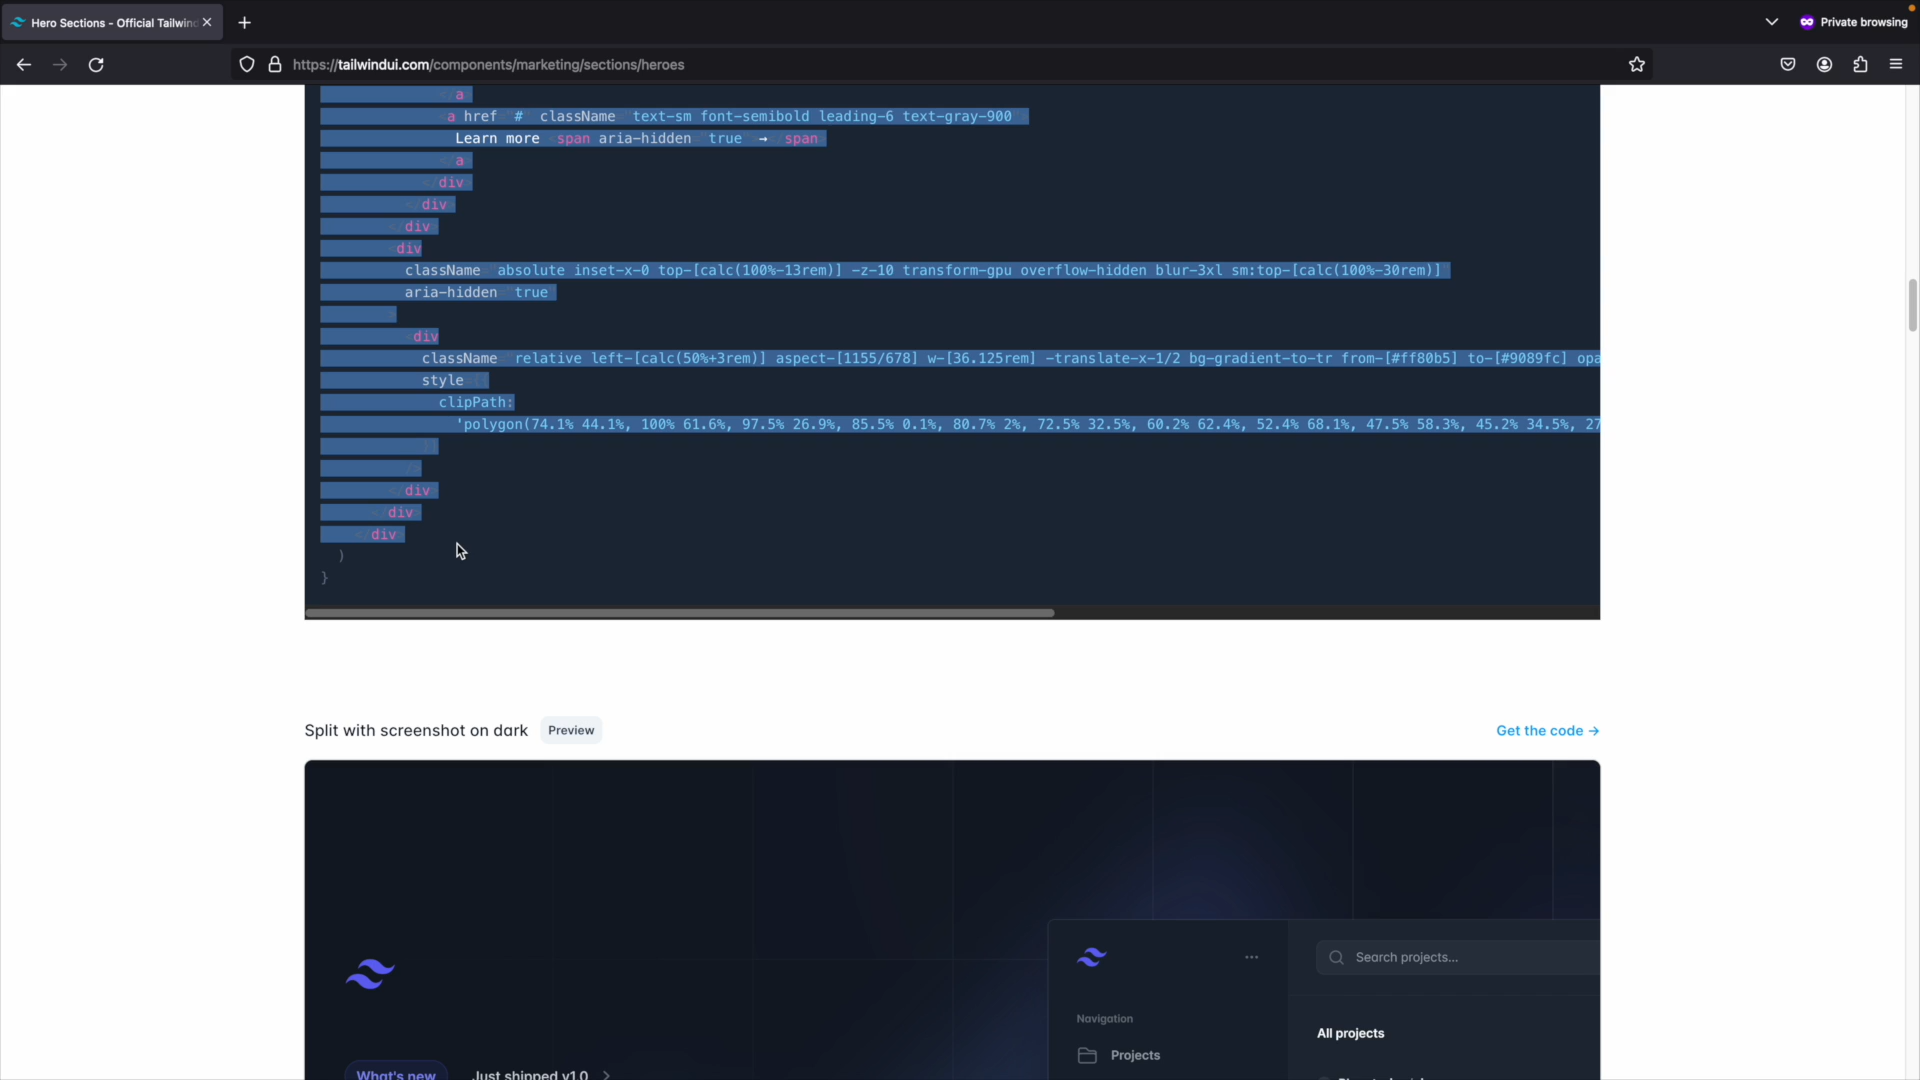 Hero Sections - Official Tailwin
Private browsing
https://tailwindui.com/components/marketing/sections/heroes
</a>
<a href="#" className="text-sm font-semibold leading-6 text-gray-900">
Learn more <span aria-hidden="true">→</span>
</a>
</div>
</div>
</div>
<div
className="absolute inset-x-0 top-[calc(100%-13rem)] -z-10 transform-gpu overflow-hidden blur-3xl sm:top-[calc(100%-30rem)]"
aria-hidden="true"
>
<div
className="relative left-[calc(50%+3rem)] aspect-[1155/678] w-[36.125rem] -translate-x-1/2 bg-gradient-to-tr from-[#ff80b5] to-[#9089fc] opa
style={{
clipPath:
'polygon(74.1% 44.1%, 100% 61.6%, 97.5% 26.9%, 85.5% 0.1%, 80.7% 2%, 72.5% 32.5%, 60.2% 62.4%, 52.4% 68.1%, 47.5% 58.3%, 45.2% 34.5%, 27
}}
/>
</div>
</div>
</div>
)
}
Split with screenshot on dark
Preview
Get the code →
Search projects...
Navigation
All projects
Projects
What's new
Just shipped v1.0